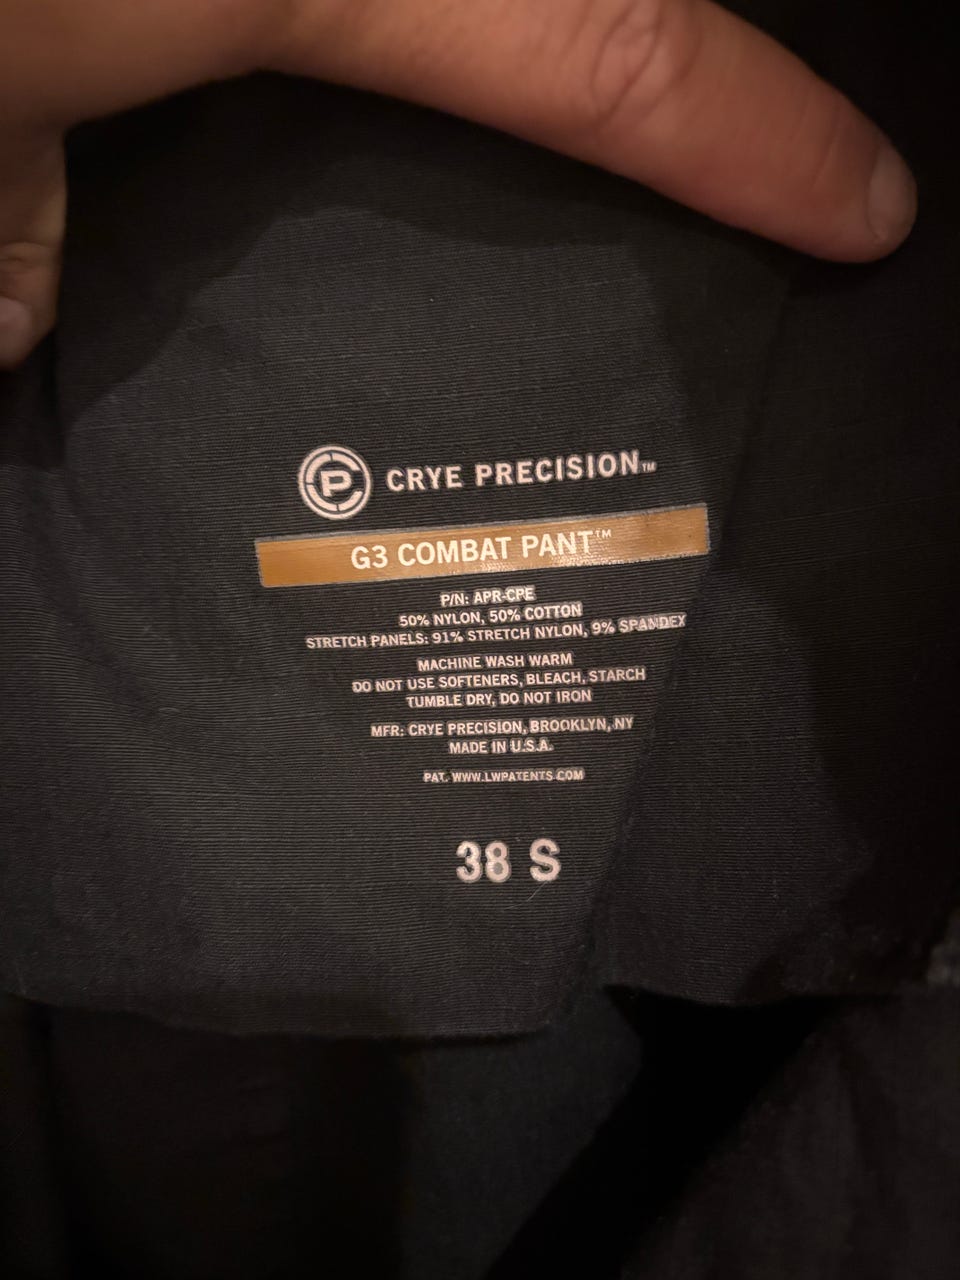 CRYE PRECISION™
G3 COMBAT PANT™
P/N: APR-CPE
50% NYLON, 50% COTTON
STRETCH PANELS: 91% STRETCH NYLON, 9% SPANDEX
MACHINE WASH WARM
DO NOT USE SOFTENERS, BLEACH, STARCH
TUMBLE DRY, DO NOT IRON
MFR: CRYE PRECISION, BROOKLYN, NY
MADE IN U.S.A.
PAT. WWW.LWPATENTS.COM
38 S